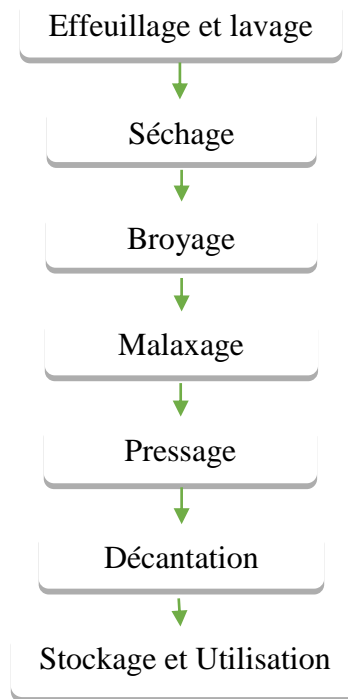 Effeuillage et lavage
Séchage
Broyage
Malaxage
Pressage
Décantation
Stockage et Utilisation